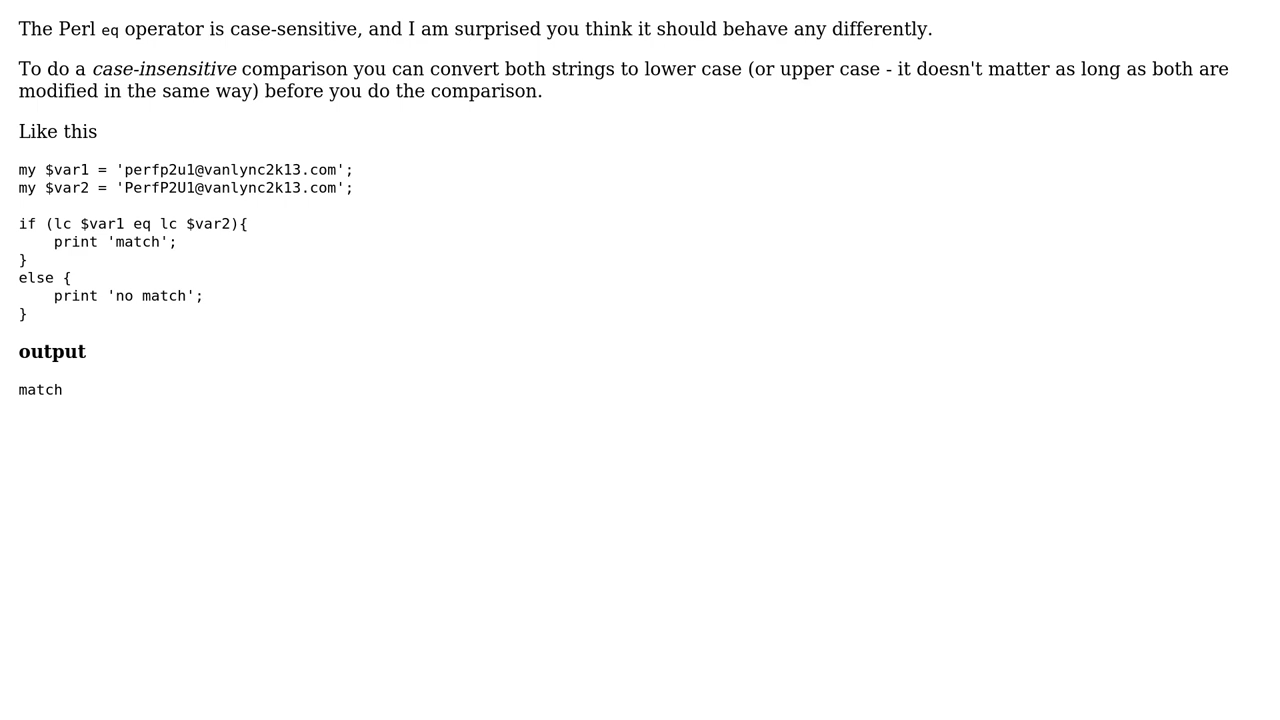 The Perl eq operator is case-sensitive, and I am surprised you think it should behave any differently.
To do a case-insensitive comparison you can convert both strings to lower case (or upper case - it doesn't matter as long as both are
modified in the same way) before you do the comparison.
Like this
my $var1 = 'perfp2u1@vanlync2k13.com';
my $var2 = 'PerfP2U1@vanlync2k13.com';

if (lc $var1 eq lc $var2){
    print 'match';
}
else {
    print 'no match';
}
output
match